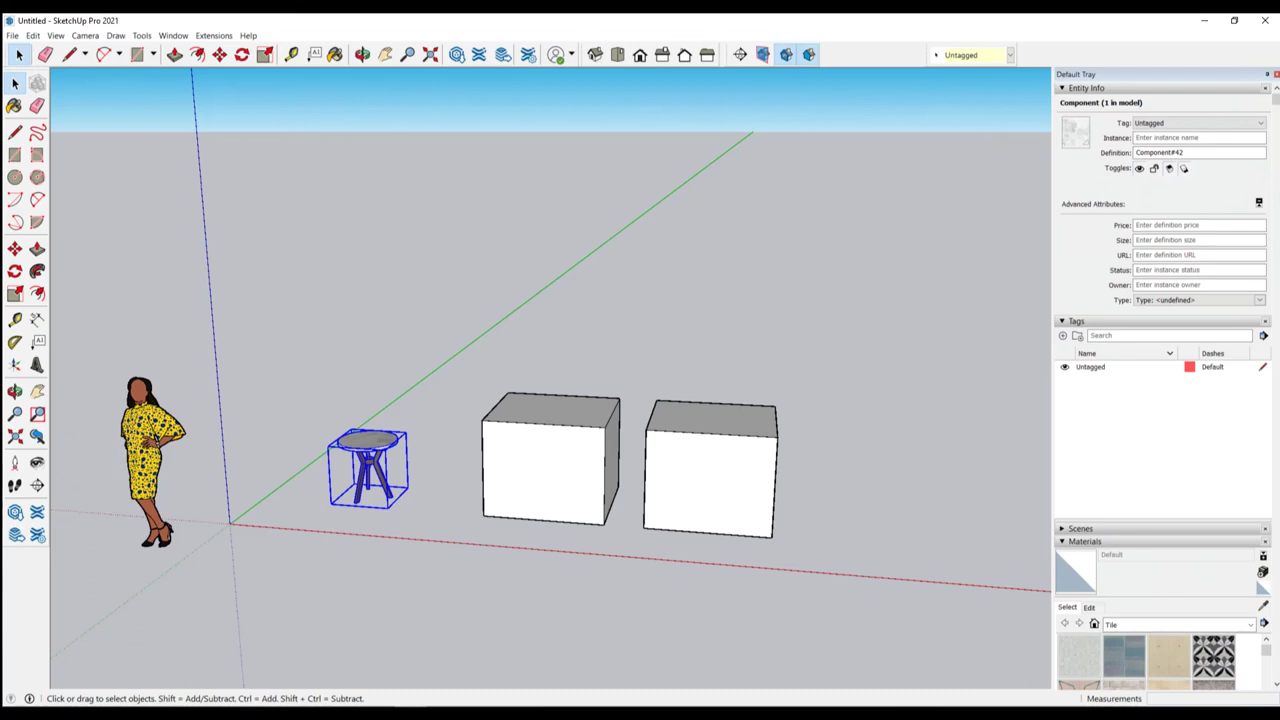 Untitled - SketchUp Pro 2021
File Edit View Camera Draw Tools Window Extensions Help
Untagged
Default Tray
Entity Info
Component (1 in model)
Tag: Untagged
Instance: Enter instance name
Definition: Component#42
Toggles:
Advanced Attributes:
Price: Enter definition price
Size: Enter definition size
URL: Enter definition URL
Status: Enter instance status
Owner: Enter instance owner
Type: Type: <undefined>
Tags
Search
Name Dashes
Untagged Default
Scenes
Materials
Default
Select Edit
Tile
Click or drag to select objects. Shift = Add/Subtract. Ctrl = Add. Shift + Ctrl = Subtract.
Measurements